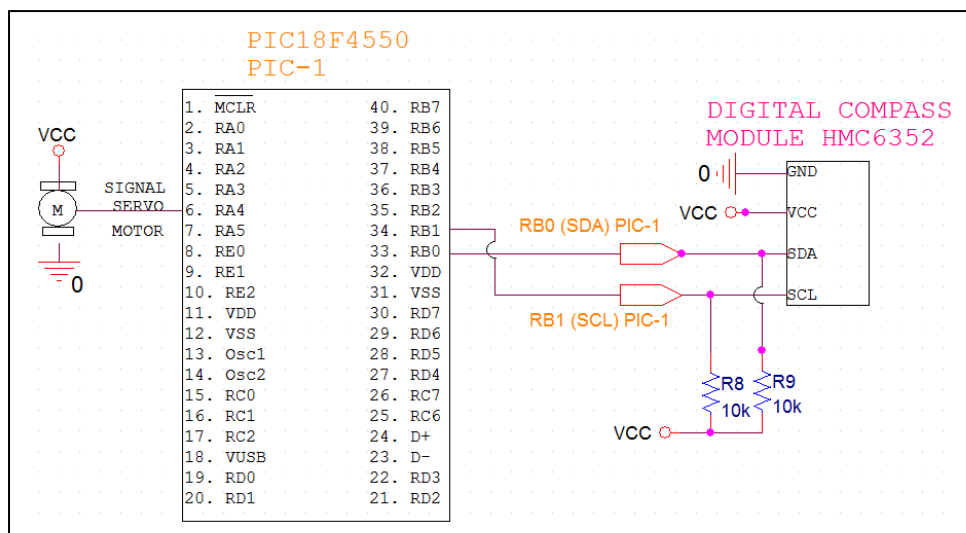 PIC18F4550
PIC-1
1. MCLR
2. RA0
3. RA1
4. RA2
5. RA3
6. RA4
7. RA5
8. RE0
9. RE1
10. RE2
11. VDD
12. VSS
13. Osc1
14. Osc2
15. RC0
16. RC1
17. RC2
18. VUSB
19. RD0
20. RD1
40. RB7
39. RB6
38. RB5
37. RB4
36. RB3
35. RB2
34. RB1
33. RB0
32. VDD
31. VSS
30. RD7
29. RD6
28. RD5
27. RD4
26. RC7
25. RC6
24. D+
23. D-
22. RD3
21. RD2
VCC
M
0
SIGNAL
SERVO
MOTOR
DIGITAL COMPASS
MODULE HMC6352
0
GND
VCC
VCC
RB0 (SDA) PIC-1
SDA
SCL
RB1 (SCL) PIC-1
R8
10k
R9
10k
VCC